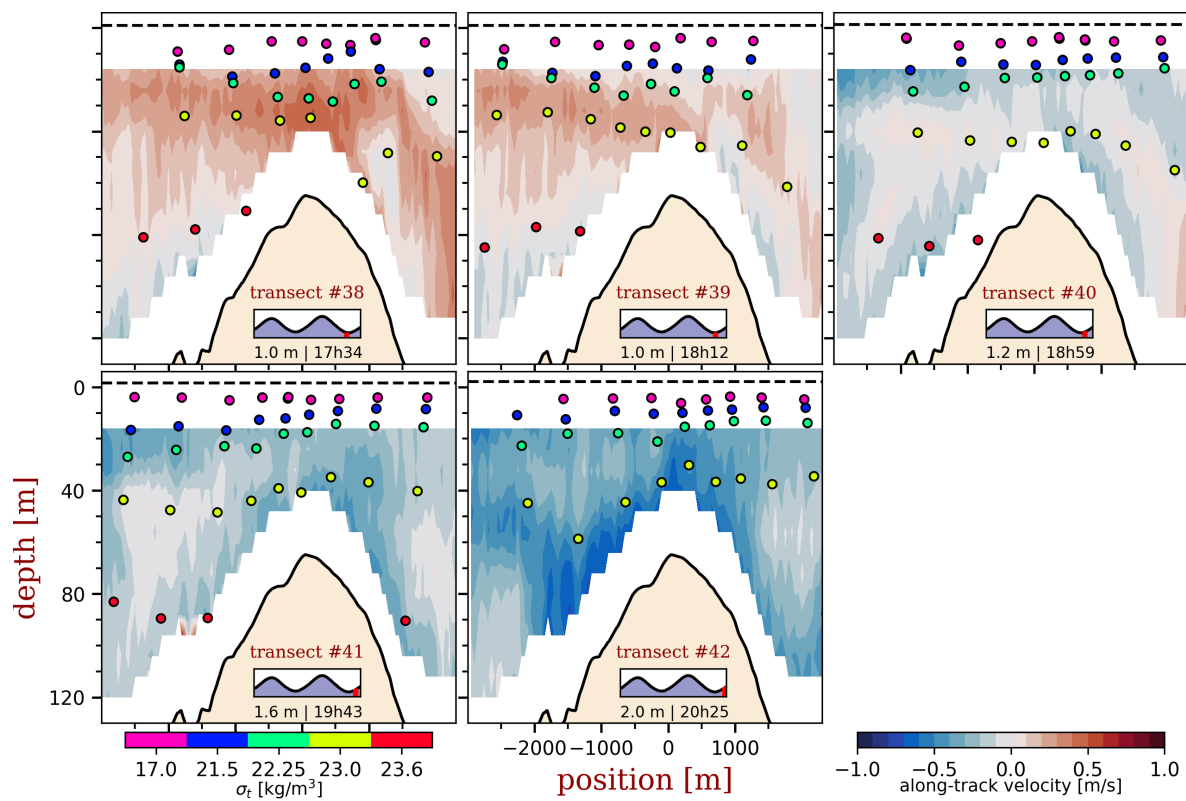 transect #38
1.0 m | 17h34
transect #39
1.0 m | 18h12
transect #40
1.2 m | 18h59
0
40
80
120
depth [m]
transect #41
1.6 m | 19h43
transect #42
2.0 m | 20h25
−2000 −1000 0 1000
position [m]
17.0 21.5 22.25 23.0 23.6
σt [kg/m³]
−1.0 −0.5 0.0 0.5 1.0
along-track velocity [m/s]